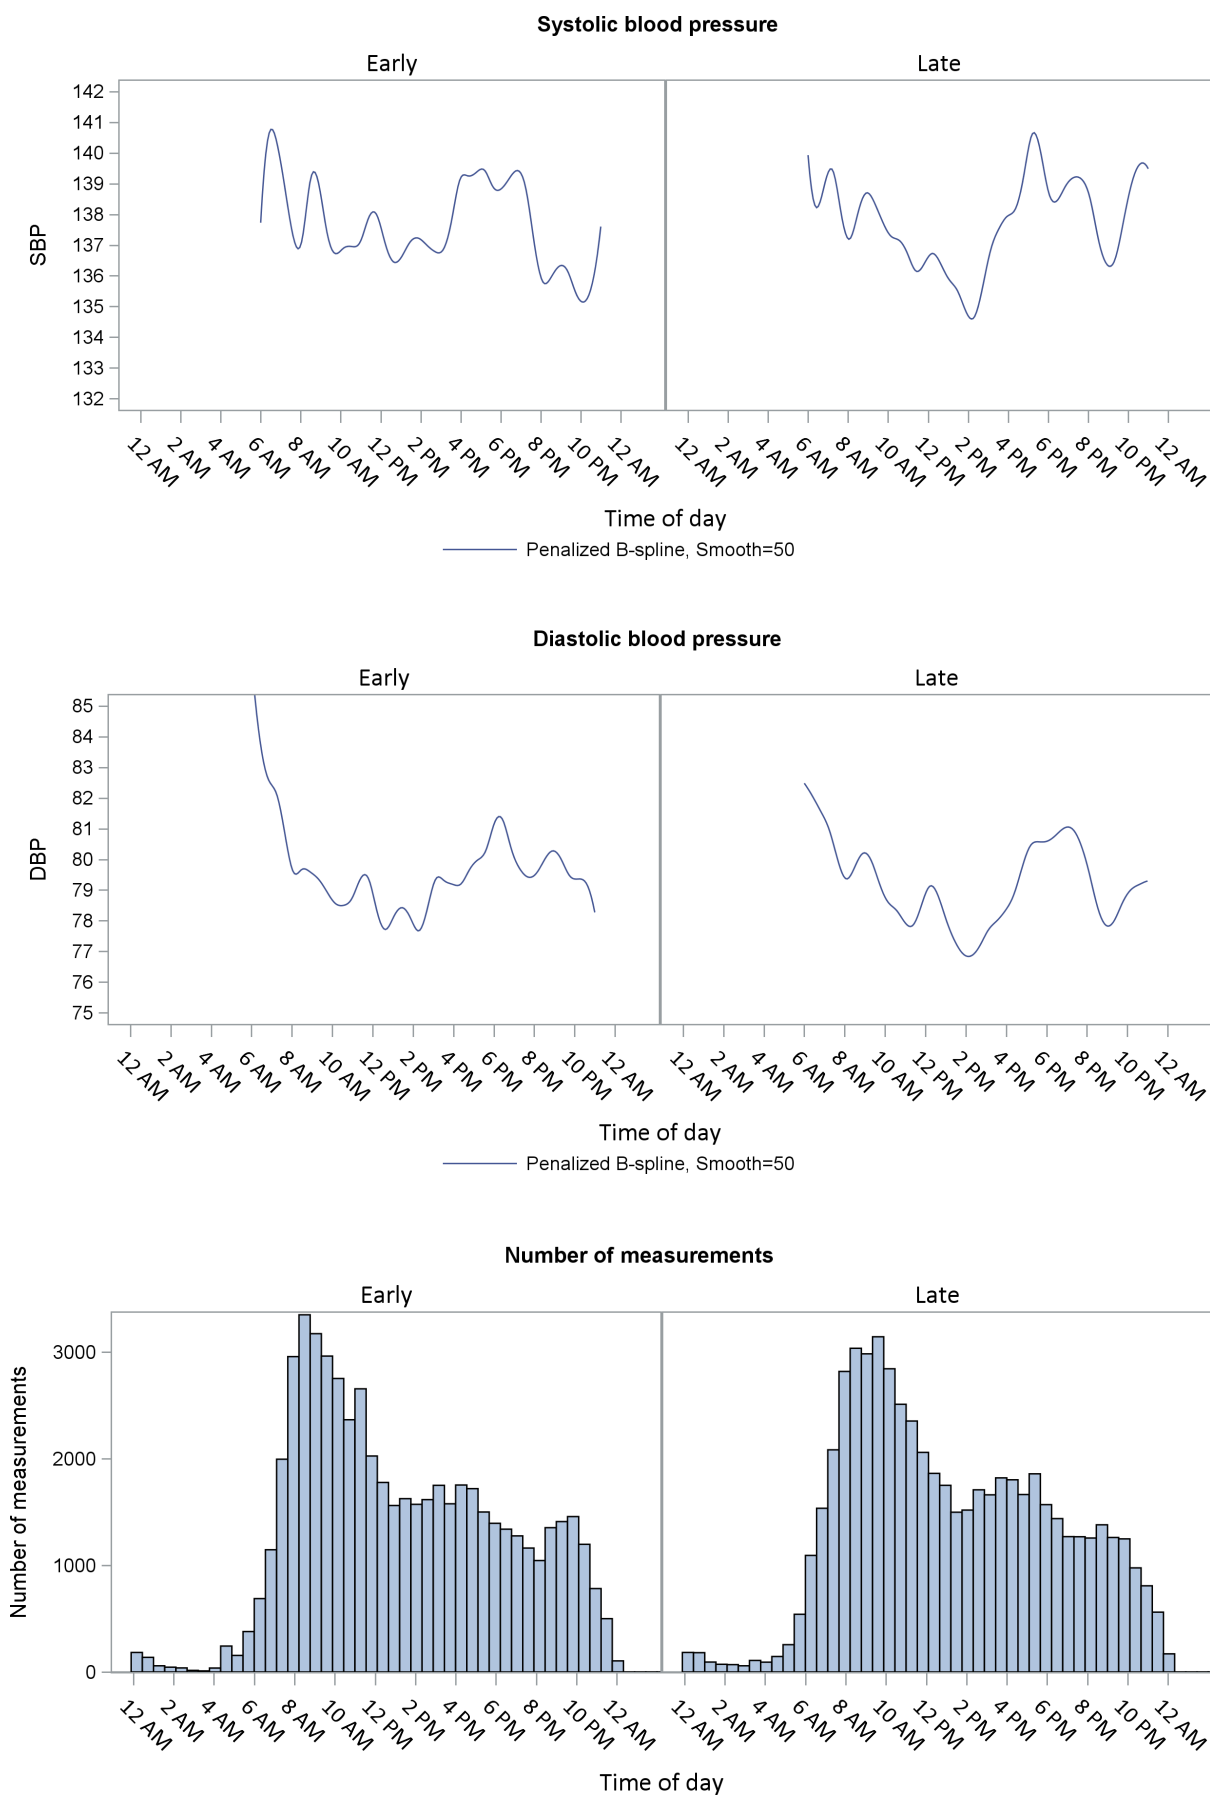 Systolic blood pressure
Early Late
142
141
140
139
138
137
136
135
134
133
132
SBP
12 AM 2 AM 4 AM 6 AM 8 AM 10 AM 12 PM 2 PM 4 PM 6 PM 8 PM 10 PM 12 AM 12 AM 2 AM 4 AM 6 AM 8 AM 10 AM 12 PM 2 PM 4 PM 6 PM 8 PM 10 PM 12 AM
Time of day
Penalized B-spline, Smooth=50
Diastolic blood pressure
Early Late
85
84
83
82
81
80
79
78
77
76
75
DBP
12 AM 2 AM 4 AM 6 AM 8 AM 10 AM 12 PM 2 PM 4 PM 6 PM 8 PM 10 PM 12 AM 12 AM 2 AM 4 AM 6 AM 8 AM 10 AM 12 PM 2 PM 4 PM 6 PM 8 PM 10 PM 12 AM
Time of day
Penalized B-spline, Smooth=50
Number of measurements
Early Late
3000
2000
1000
0
Number of measurements
12 AM 2 AM 4 AM 6 AM 8 AM 10 AM 12 PM 2 PM 4 PM 6 PM 8 PM 10 PM 12 AM 12 AM 2 AM 4 AM 6 AM 8 AM 10 AM 12 PM 2 PM 4 PM 6 PM 8 PM 10 PM 12 AM
Time of day